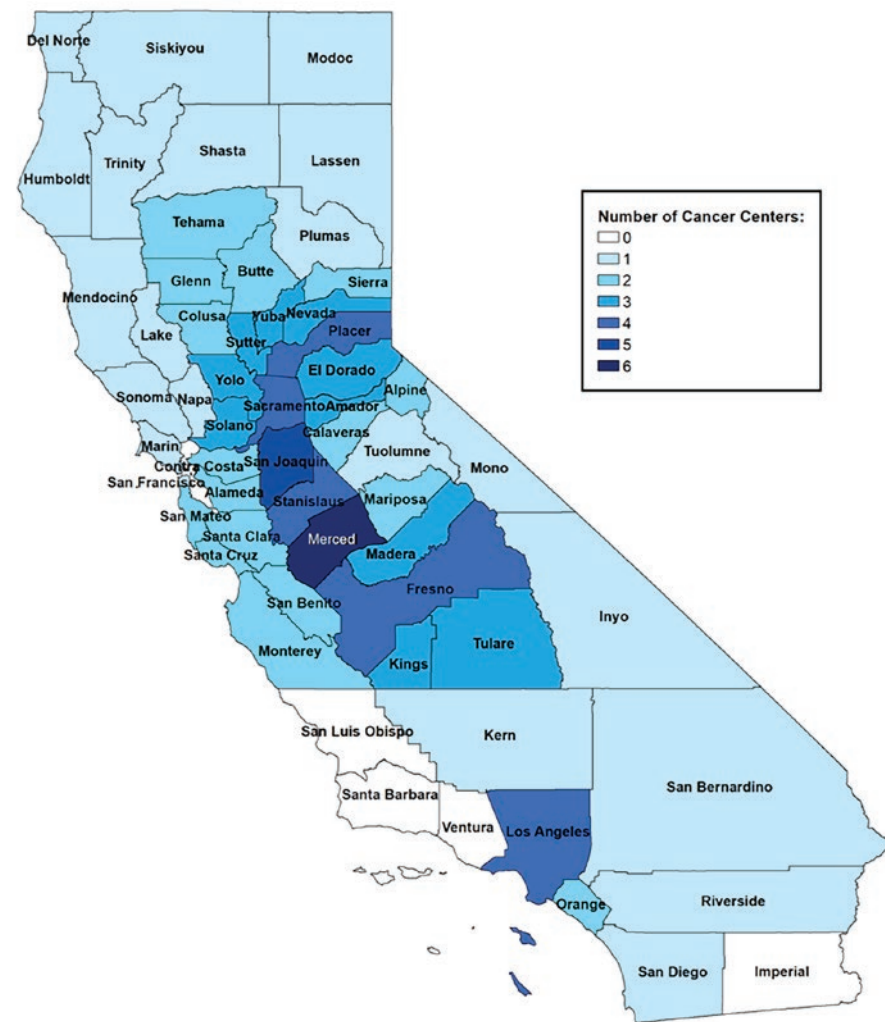 Del Norte
Siskiyou
Modoc
Humboldt
Trinity
Shasta
Lassen
Tehama
Plumas
Mendocino
Glenn
Butte
Sierra
Colusa
Lake
Sutter
Yuba
Nevada
Placer
Sonoma
Napa
Yolo
El Dorado
Solano
Sacramento
Amador
Alpine
Marin
Calaveras
Contra Costa
San Joaquin
Tuolumne
Mono
San Francisco
Alameda
Stanislaus
Mariposa
San Mateo
Santa Clara
Merced
Santa Cruz
Madera
San Benito
Fresno
Inyo
Monterey
Kings
Tulare
San Luis Obispo
Kern
Santa Barbara
Ventura
Los Angeles
San Bernardino
Orange
Riverside
San Diego
Imperial
Number of Cancer Centers:
0
1
2
3
4
5
6